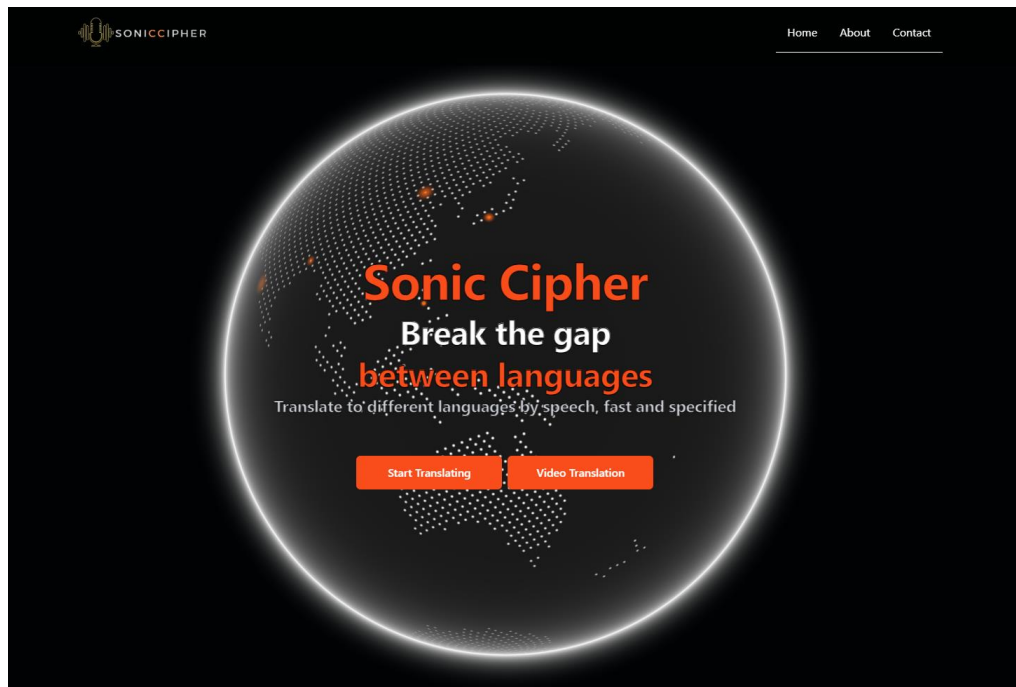 SONICCIPHER
Home About Contact
Sonic Cipher
Break the gap
between languages
Translate to different languages by speech, fast and specified
Start Translating Video Translation